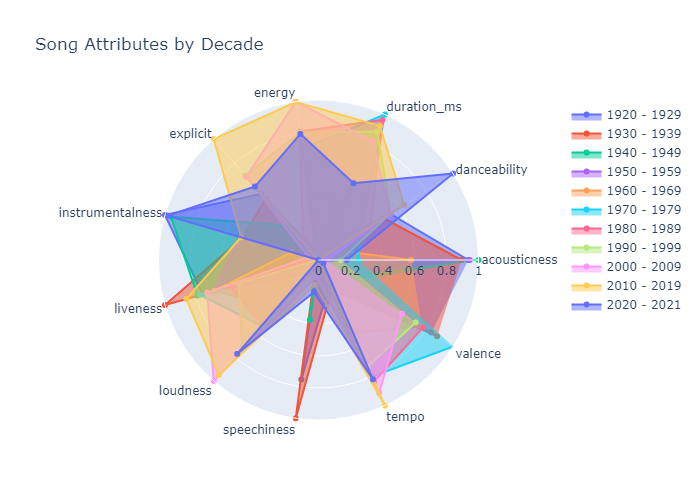 Song Attributes by Decade
energy
duration_ms
explicit
danceability
instrumentalness
acousticness
0 0.2 0.4 0.6 0.8 1
liveness
valence
loudness
tempo
speechiness
1920 - 1929
1930 - 1939
1940 - 1949
1950 - 1959
1960 - 1969
1970 - 1979
1980 - 1989
1990 - 1999
2000 - 2009
2010 - 2019
2020 - 2021